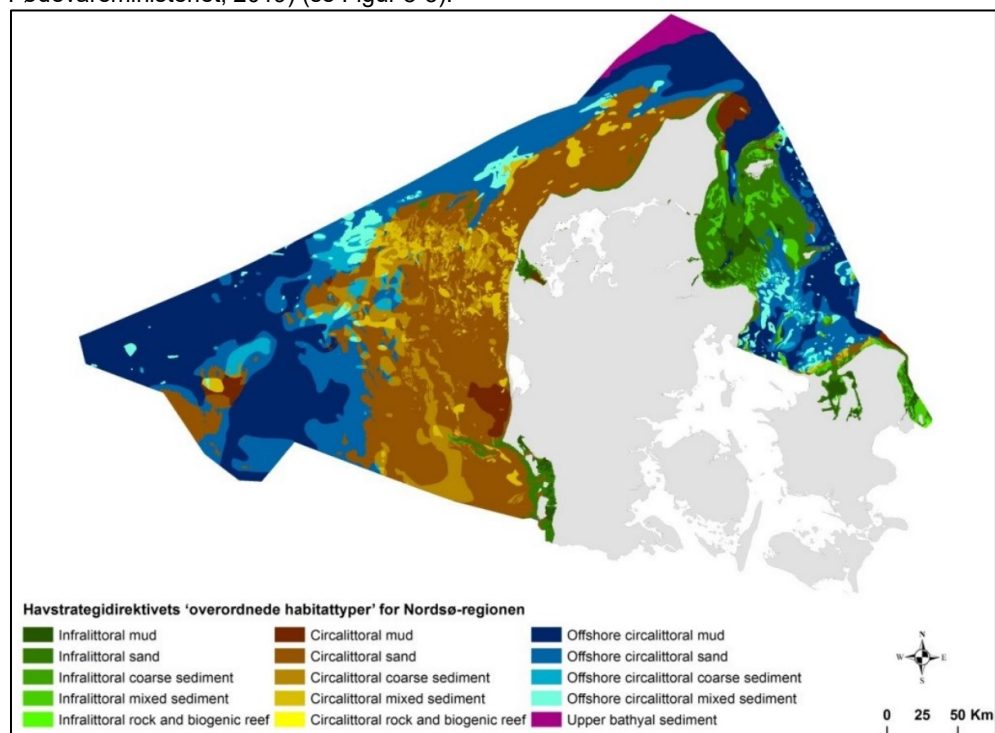 Havstrategidirektivets 'overordnede habitattyper' for Nordsø-regionen
Infralittoral mud
Infralittoral sand
Infralittoral coarse sediment
Infralittoral mixed sediment
Infralittoral rock and biogenic reef
Circalittoral mud
Circalittoral sand
Circalittoral coarse sediment
Circalittoral mixed sediment
Circalittoral rock and biogenic reef
Offshore circalittoral mud
Offshore circalittoral sand
Offshore circalittoral coarse sediment
Offshore circalittoral mixed sediment
Upper bathyal sediment
N
W E
S
0 25 50 Km